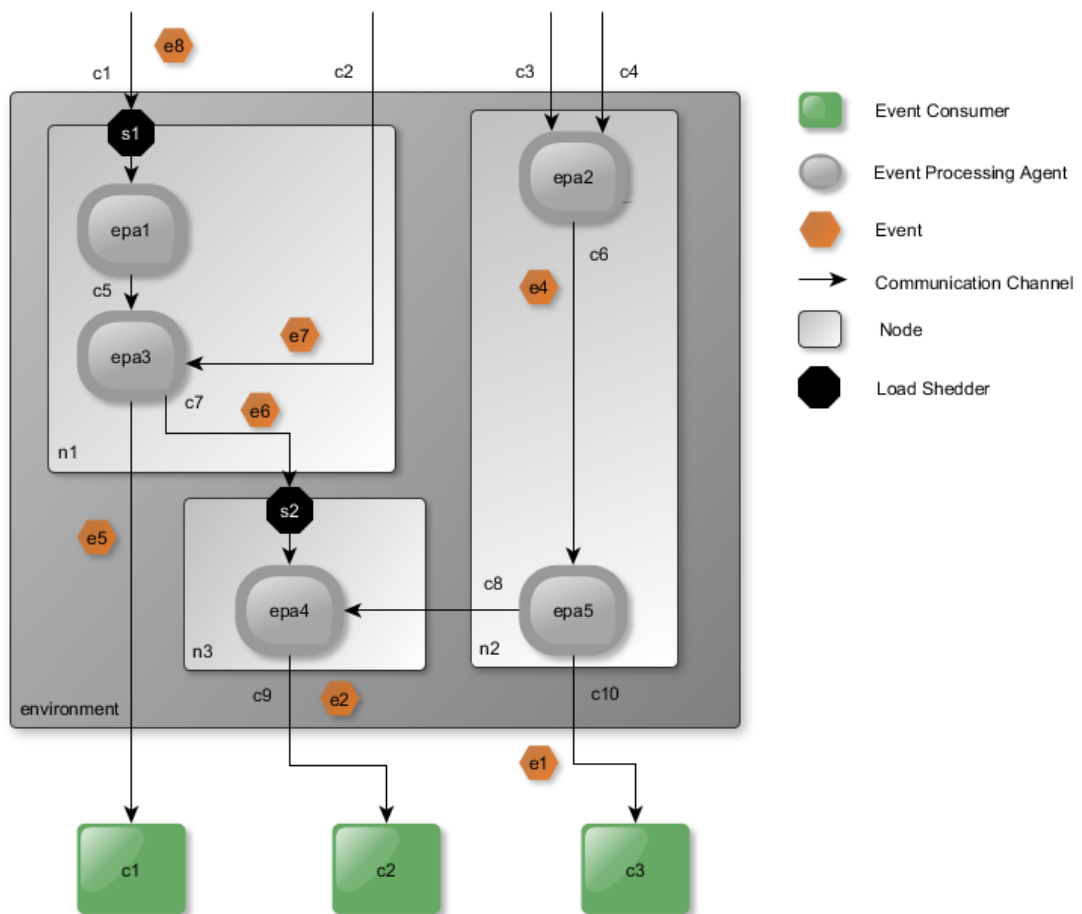 e8
c1
c2
c3
c4
s1
Event Consumer
epa1
epa2
Event Processing Agent
Event
c5
c6
e4
Communication Channel
epa3
e7
Node
c7
e6
Load Shedder
n1
s2
e5
c8
epa4
epa5
n3
n2
c9
e2
c10
environment
e1
c1
c2
c3